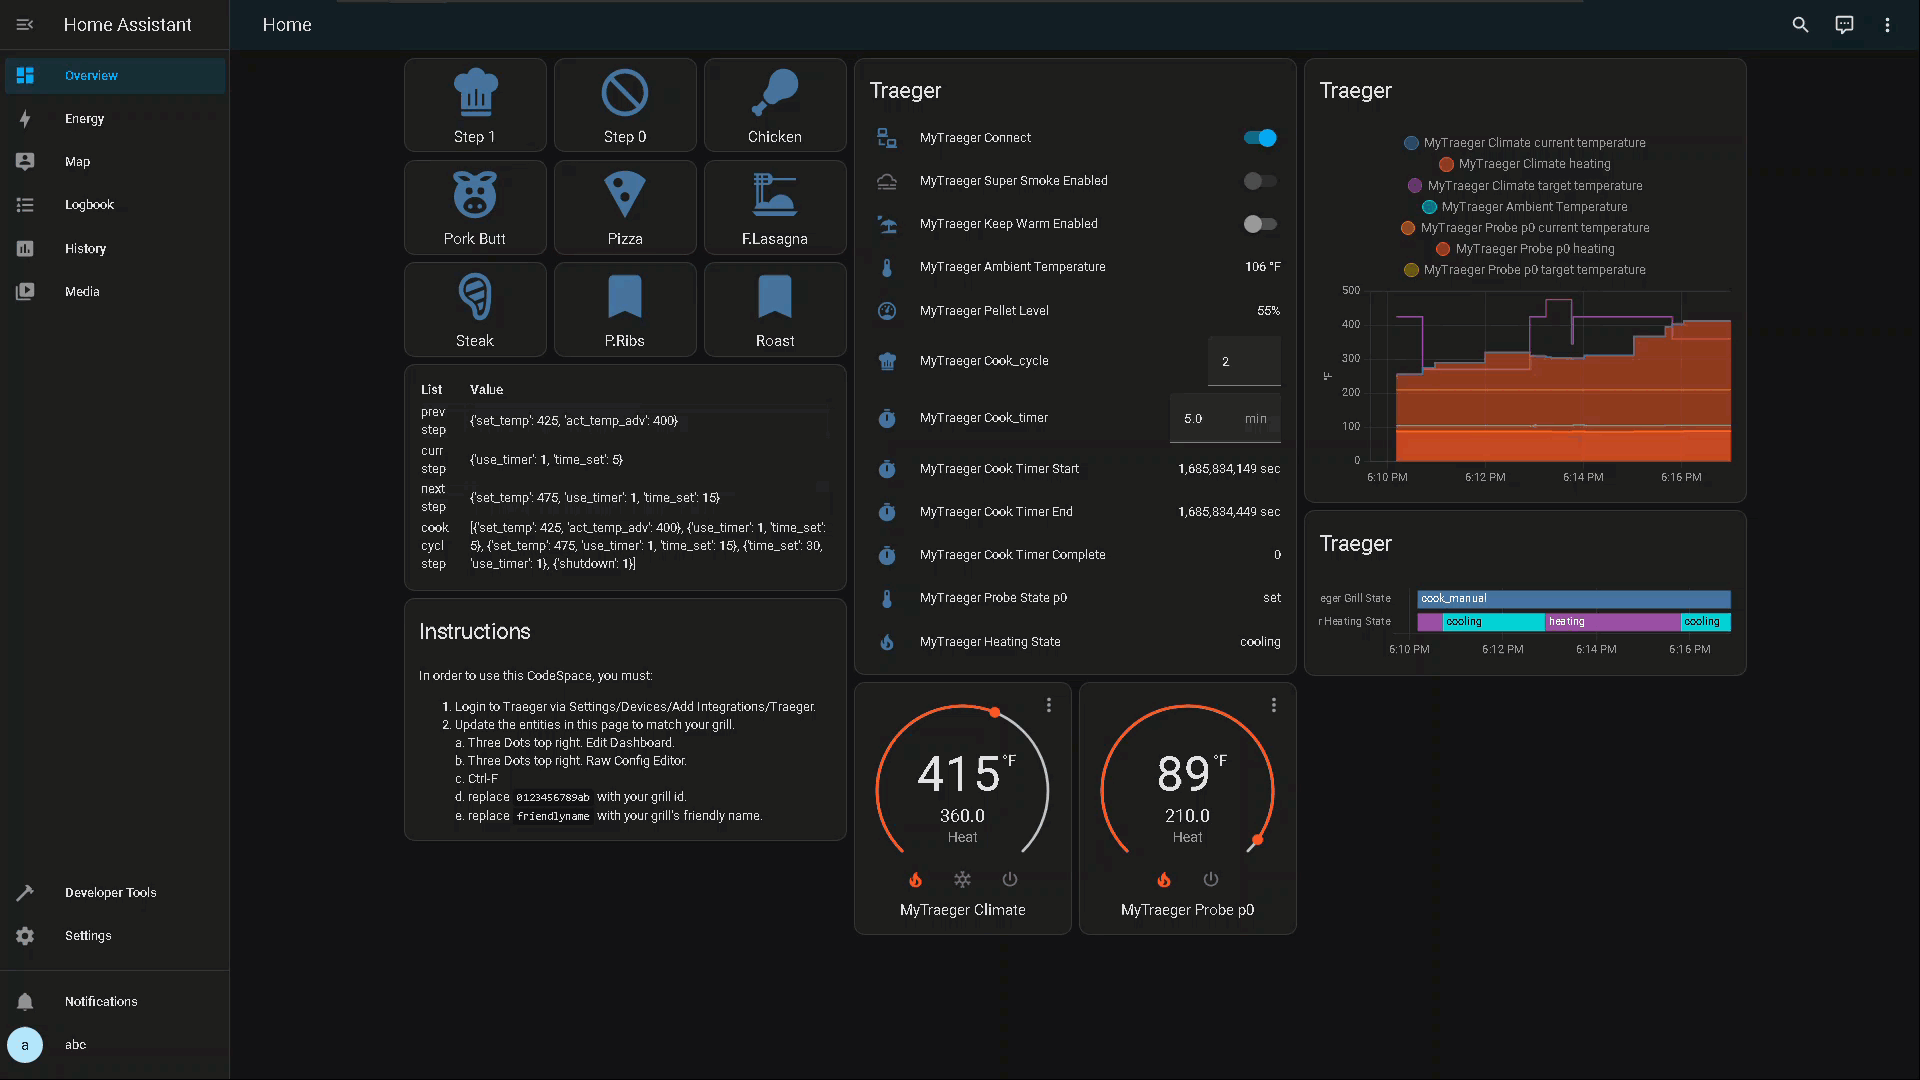 Home Assistant
Overview
Energy
Map
Logbook
History
Media
Developer Tools
Settings
Notifications
a
abc
Home
Step 1
Step 0
Chicken
Pork Butt
Pizza
F.Lasagna
Steak
P.Ribs
Roast
List Value
prev step {'set_temp': 425, 'act_temp_adv': 400}
curr step {'use_timer': 1, 'time_set': 5}
next step {'set_temp': 475, 'use_timer': 1, 'time_set': 15}
cook [{'set_temp': 425, 'act_temp_adv': 400}, {'use_timer': 1, 'time_set':
cycl 5}, {'set_temp': 475, 'use_timer': 1, 'time_set': 15}, {'time_set': 30,
step 'use_timer': 1}, {'shutdown': 1}]
Instructions
In order to use this CodeSpace, you must:
1. Login to Traeger via Settings/Devices/Add Integrations/Traeger.
2. Update the entities in this page to match your grill.
a. Three Dots top right. Edit Dashboard.
b. Three Dots top right. Raw Config Editor.
c. Ctrl-F
d. replace 0123456789ab with your grill id.
e. replace friendlyname with your grill's friendly name.
Traeger
MyTraeger Connect
MyTraeger Super Smoke Enabled
MyTraeger Keep Warm Enabled
MyTraeger Ambient Temperature 106 °F
MyTraeger Pellet Level 55%
MyTraeger Cook_cycle 2
MyTraeger Cook_timer 5.0 min
MyTraeger Cook Timer Start 1,685,834,149 sec
MyTraeger Cook Timer End 1,685,834,449 sec
MyTraeger Cook Timer Complete 0
MyTraeger Probe State p0 set
MyTraeger Heating State cooling
415 °F
360.0
Heat
MyTraeger Climate
89 °F
210.0
Heat
MyTraeger Probe p0
Traeger
MyTraeger Climate current temperature
MyTraeger Climate heating
MyTraeger Climate target temperature
MyTraeger Ambient Temperature
MyTraeger Probe p0 current temperature
MyTraeger Probe p0 heating
MyTraeger Probe p0 target temperature
500
400
300
200
100
0
°F
6:10 PM 6:12 PM 6:14 PM 6:16 PM
Traeger
eger Grill State cook_manual
r Heating State cooling heating cooling
6:10 PM 6:12 PM 6:14 PM 6:16 PM